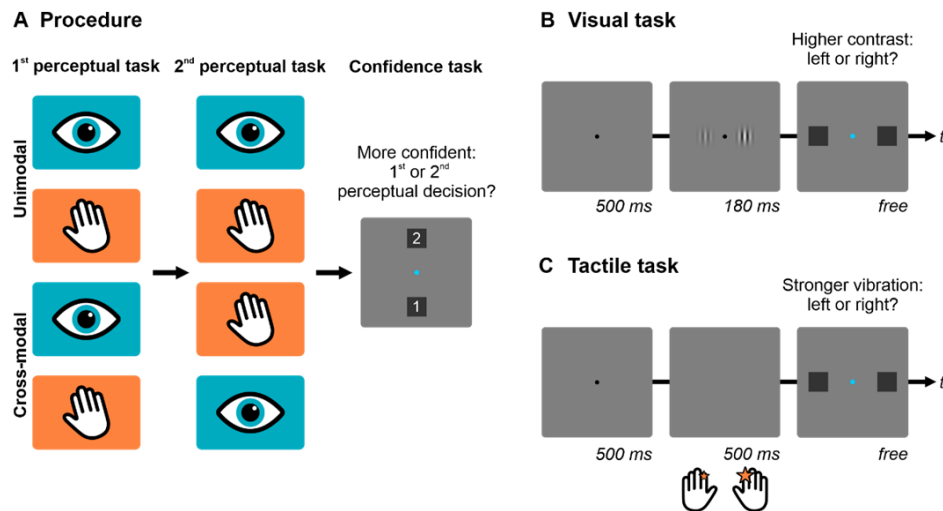 A Procedure
1st perceptual task
2nd perceptual task
Confidence task
Unimodal
Cross-modal
More confident:
1st or 2nd
perceptual decision?
2
1
B Visual task
Higher contrast:
left or right?
t
500 ms
180 ms
free
C Tactile task
Stronger vibration:
left or right?
t
500 ms
500 ms
free